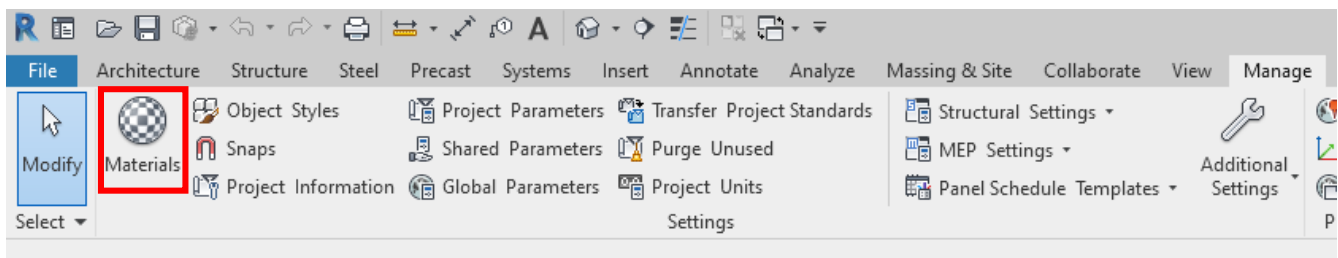 File Architecture Structure Steel Precast Systems Insert Annotate Analyze Massing & Site Collaborate View Manage
Modify
Materials
Object Styles
Snaps
Project Information
Project Parameters
Shared Parameters
Global Parameters
Transfer Project Standards
Purge Unused
Project Units
Structural Settings
MEP Settings
Panel Schedule Templates
Additional
Settings
Select
Settings
P